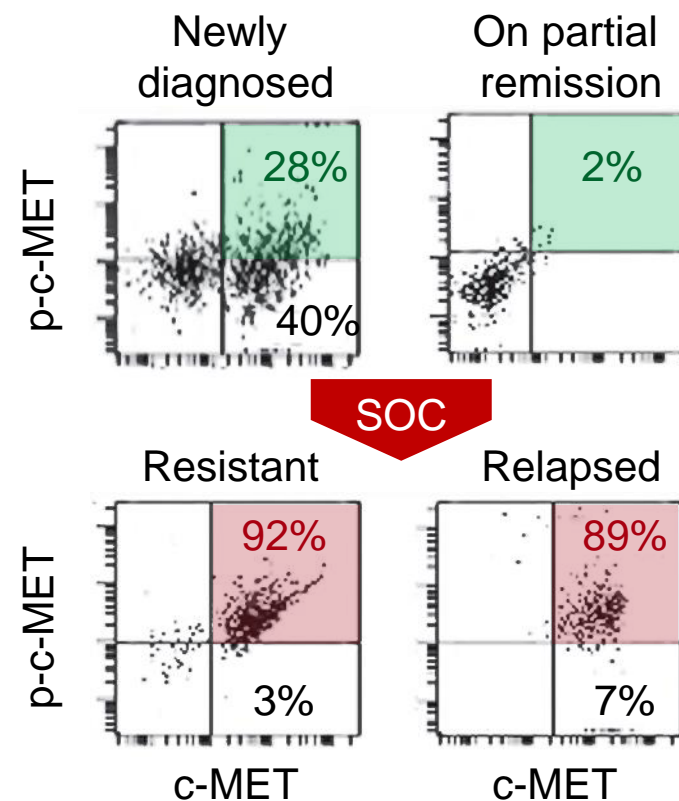 Newly
diagnosed
On partial
remission
p-c-MET
28%
40%
2%
SOC
Resistant
Relapsed
p-c-MET
92%
3%
89%
7%
c-MET
c-MET